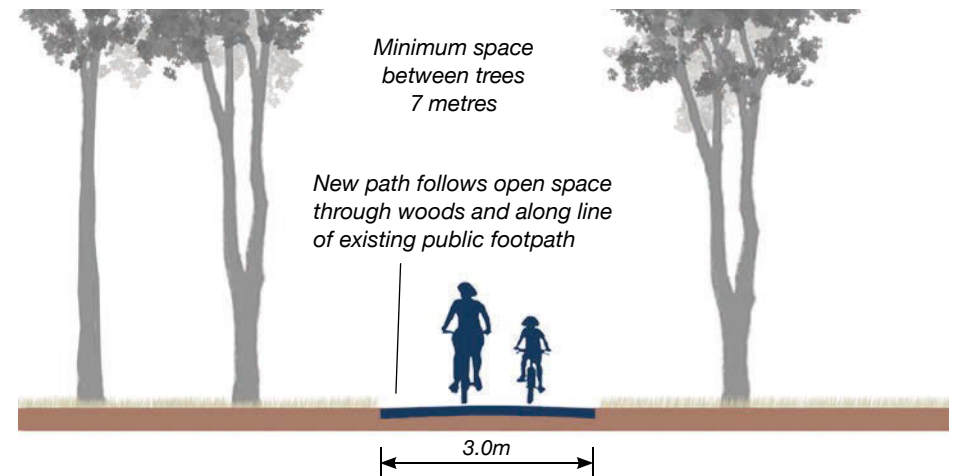 Minimum space
between trees
7 metres
New path follows open space
through woods and along line
of existing public footpath
3.0m